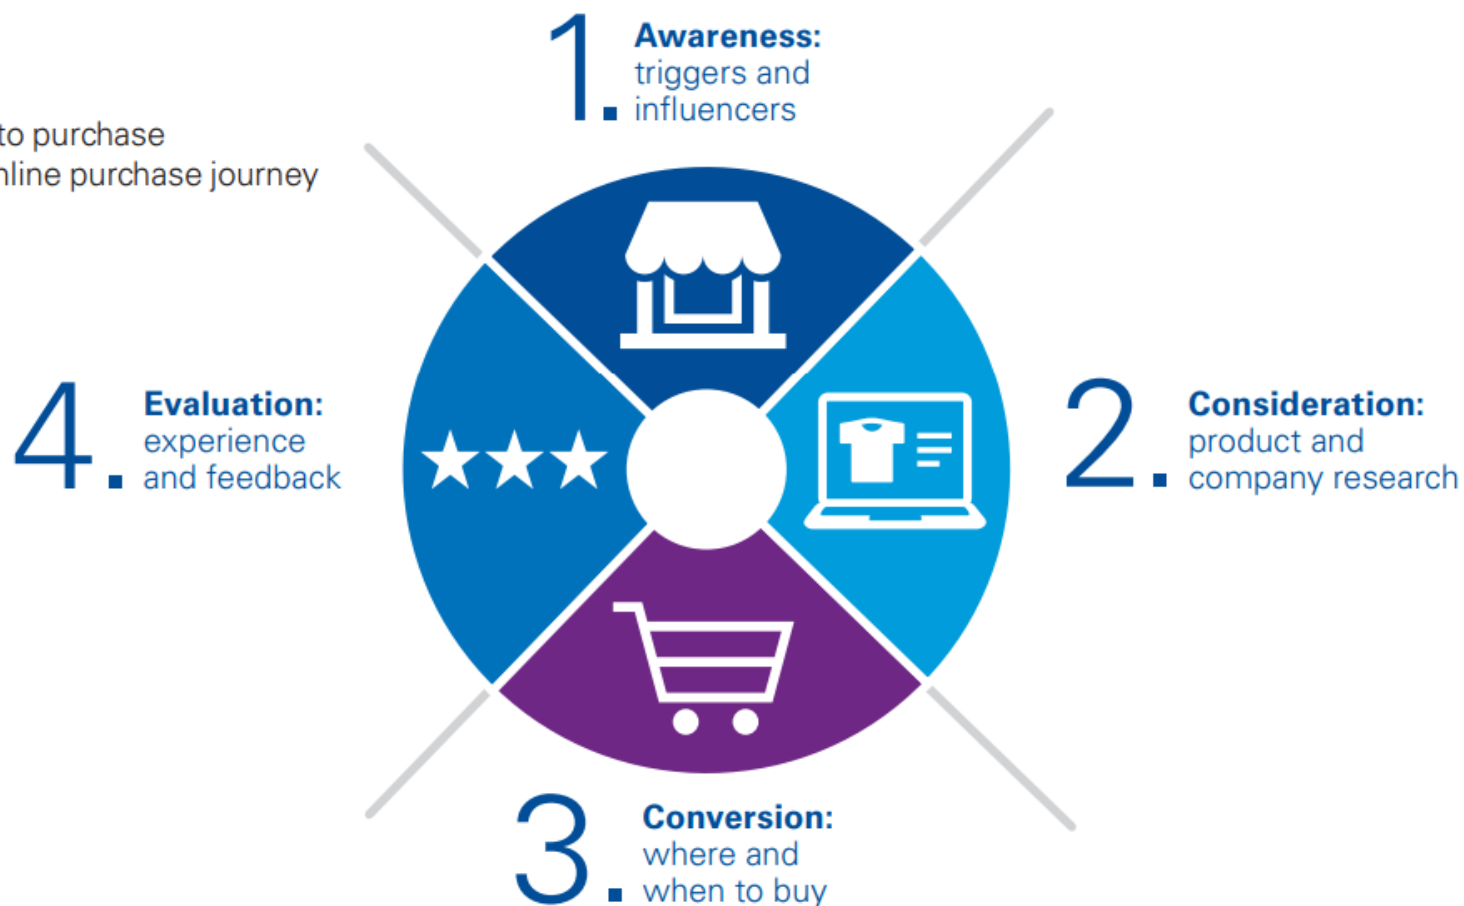 to purchase
nline purchase journey
1. Awareness:
triggers and
influencers
2. Consideration:
product and
company research
3. Conversion:
where and
when to buy
4. Evaluation:
experience
and feedback